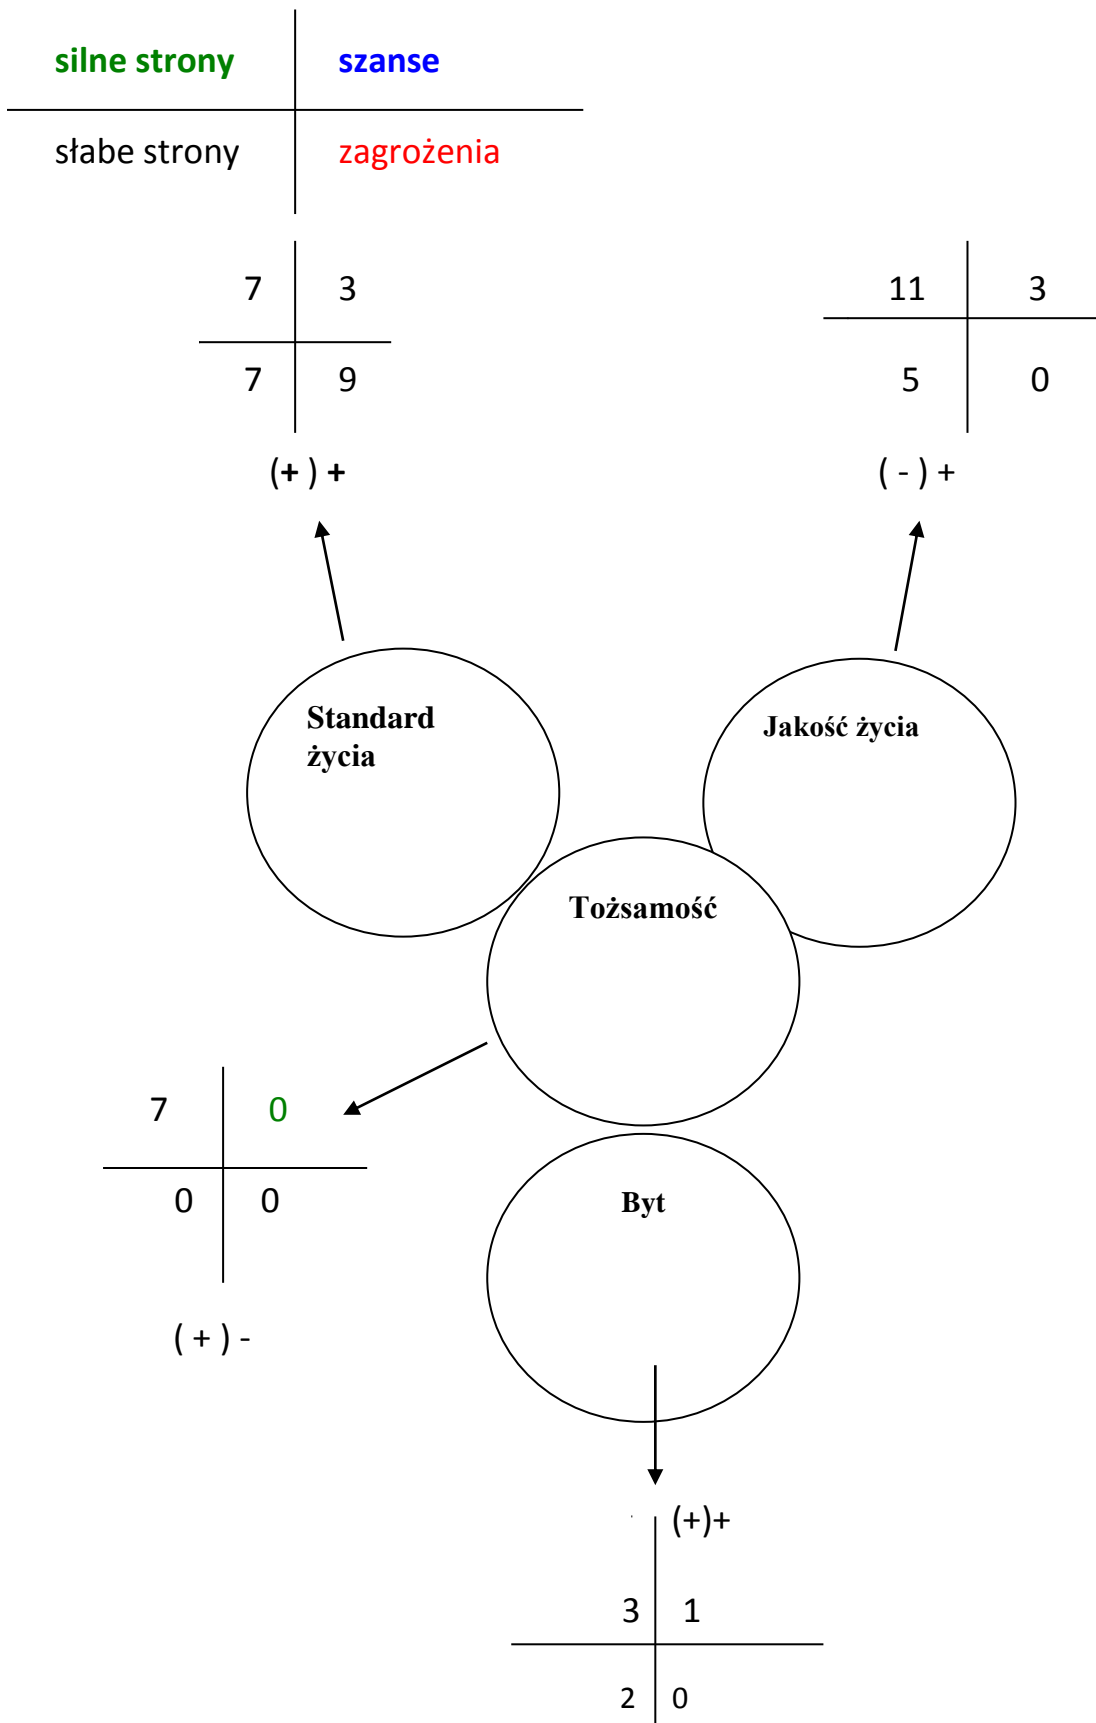 silne strony szanse
słabe strony zagrożenia
7 3
7 9
(+ ) +
11 3
5 0
( - ) +
Standard
życia
Jakość życia
Tożsamość
7 0
0 0
( + ) -
Byt
(+)+
3 1
2 0